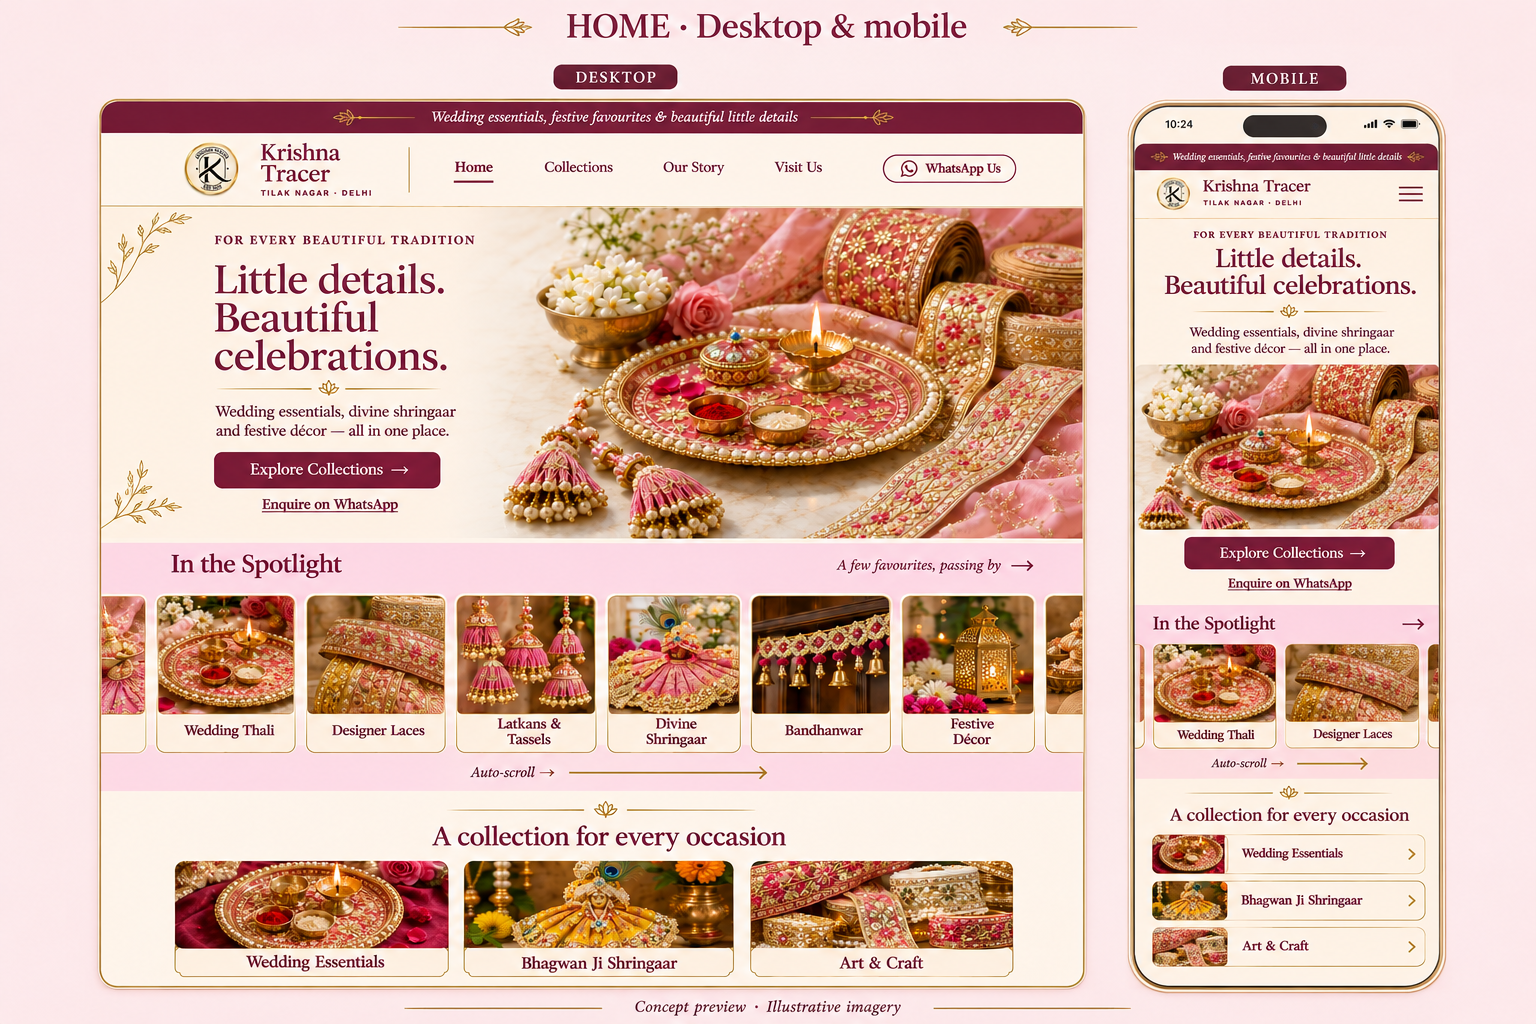 HOME · Desktop & mobile
DESKTOP
Wedding essentials, festive favourites & beautiful little details
K
Krishna
Tracer
TILAK NAGAR · DELHI
Home
Collections
Our Story
Visit Us
WhatsApp Us
FOR EVERY BEAUTIFUL TRADITION
Little details.
Beautiful
celebrations.
Wedding essentials, divine shringaar
and festive décor — all in one place.
Explore Collections →
Enquire on WhatsApp
In the Spotlight
A few favourites, passing by →
Wedding Thali
Designer Laces
Latkans &
Tassels
Divine
Shringaar
Bandhanwar
Festive
Décor
Auto-scroll →
A collection for every occasion
Wedding Essentials
Bhagwan Ji Shringaar
Art & Craft
MOBILE
10:24
Wedding essentials, festive favourites & beautiful little details
K
Krishna Tracer
TILAK NAGAR · DELHI
FOR EVERY BEAUTIFUL TRADITION
Little details.
Beautiful celebrations.
Wedding essentials, divine shringaar
and festive décor — all in one place.
Explore Collections →
Enquire on WhatsApp
In the Spotlight →
Wedding Thali
Designer Laces
Auto-scroll →
A collection for every occasion
Wedding Essentials
Bhagwan Ji Shringaar
Art & Craft
Concept preview · Illustrative imagery